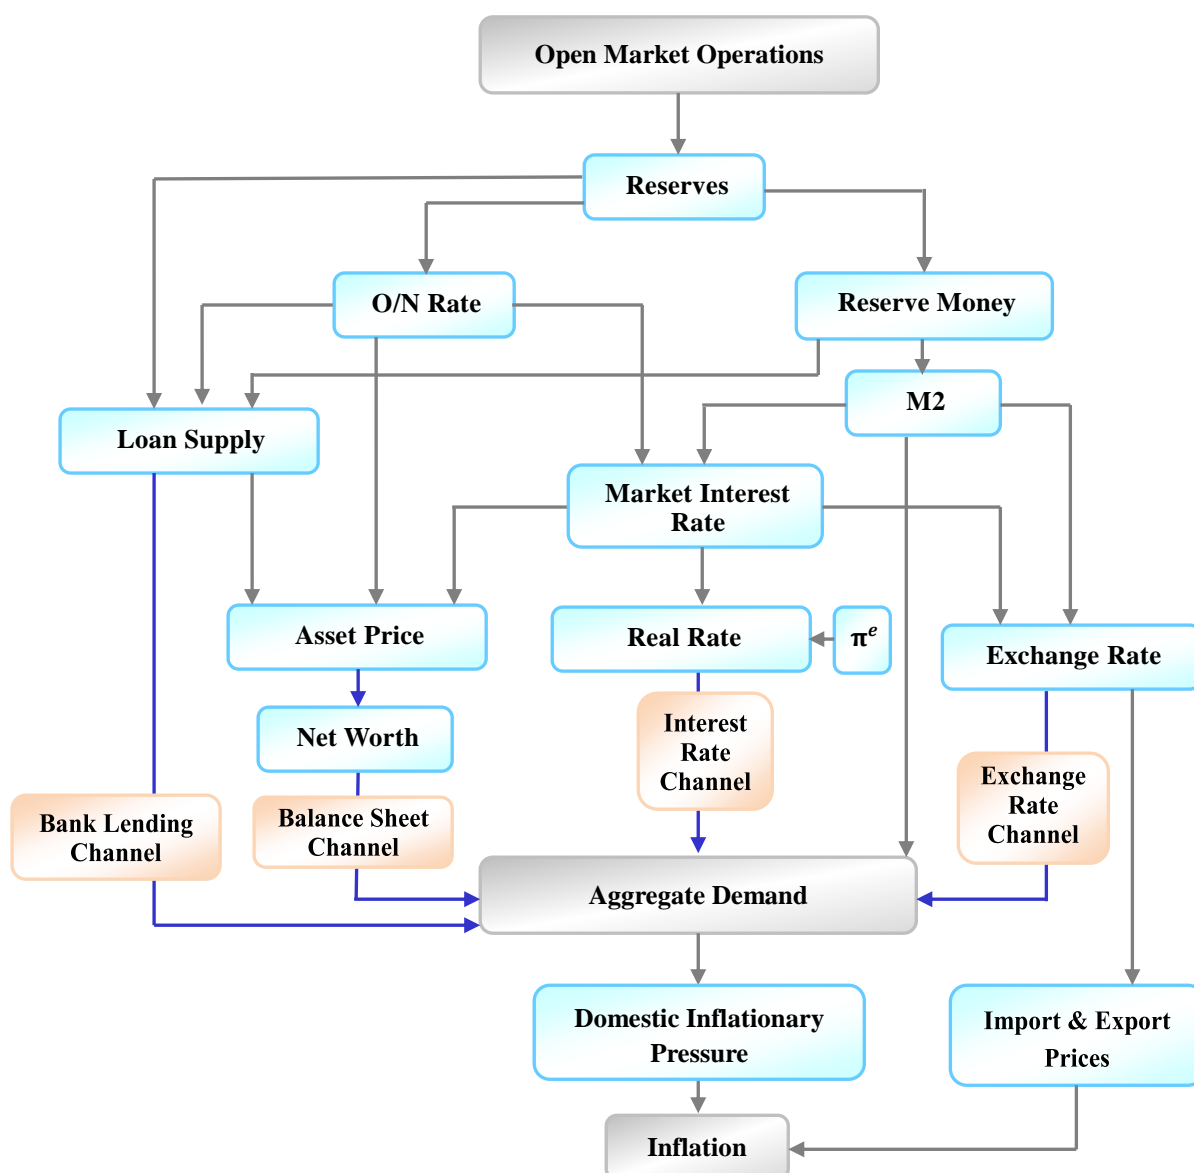 Open Market Operations
Reserves
O/N Rate
Reserve Money
M2
Loan Supply
Market Interest
Rate
Asset Price
Real Rate
πᵉ
Exchange Rate
Net Worth
Interest
Rate
Channel
Exchange
Rate
Channel
Bank Lending
Channel
Balance Sheet
Channel
Aggregate Demand
Domestic Inflationary
Pressure
Import & Export
Prices
Inflation